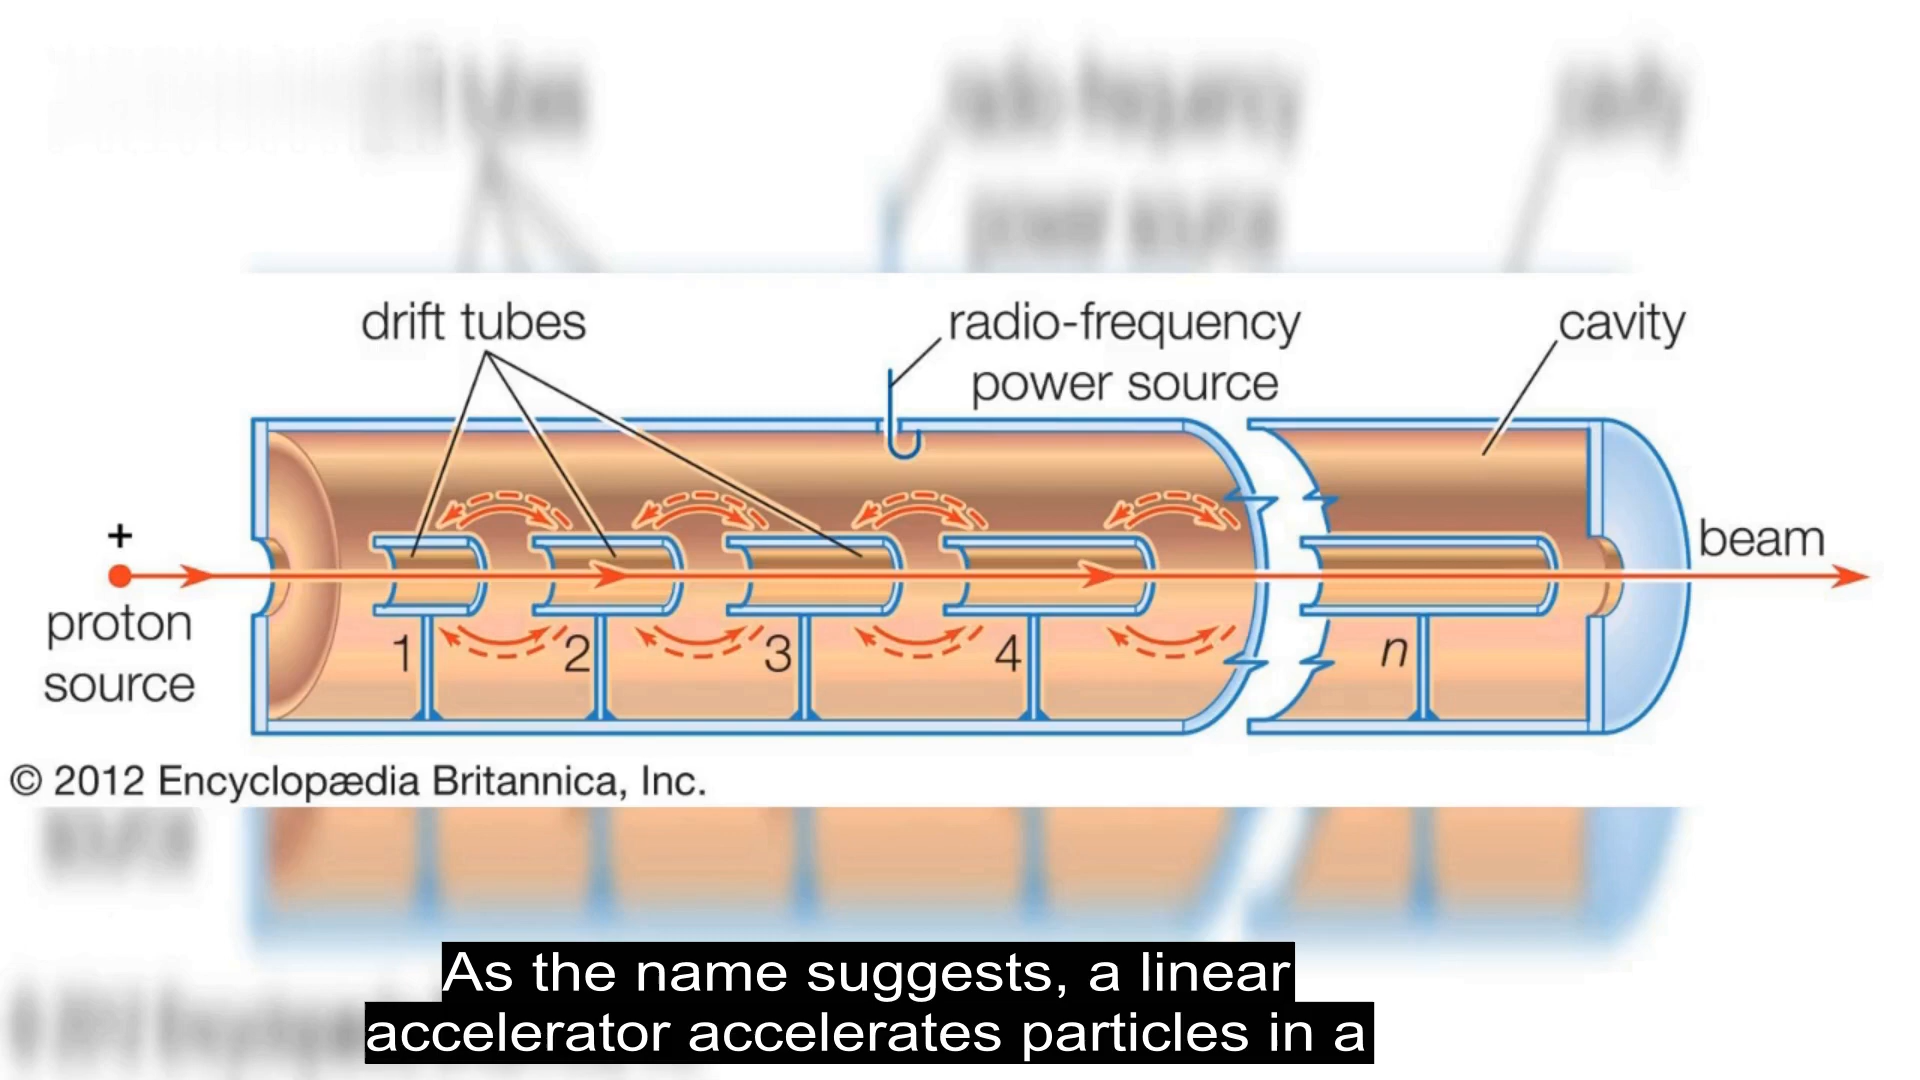 drift tubes
radio-frequency
power source
cavity
+
beam
proton
source
1
2
3
4
n
© 2012 Encyclopædia Britannica, Inc.
As the name suggests, a linear
accelerator accelerates particles in a